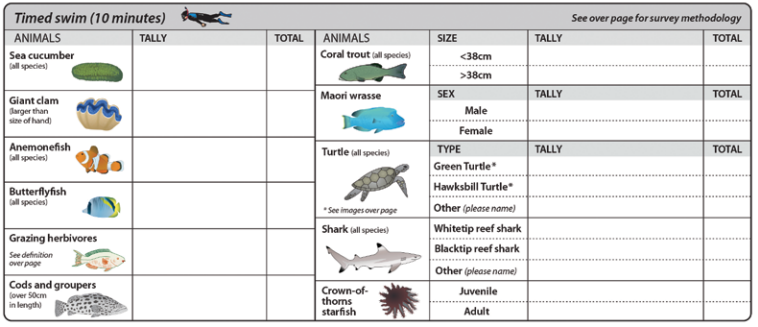 Timed swim (10 minutes)
See over page for survey methodology
ANIMALS TALLY TOTAL
Sea cucumber
(all species)
Giant clam
(larger than
size of hand)
Anemonefish
(all species)
Butterflyfish
(all species)
Grazing herbivores
See definition
over page
Cods and groupers
(over 50cm
in length)
ANIMALS SIZE TALLY TOTAL
Coral trout (all species)
<38cm
>38cm
Maori wrasse
SEX TALLY TOTAL
Male
Female
Turtle (all species)
* See images over page
TYPE TALLY TOTAL
Green Turtle*
Hawksbill Turtle*
Other (please name)
Shark (all species)
Whitetip reef shark
Blacktip reef shark
Other (please name)
Crown-of-
thorns
starfish
Juvenile
Adult